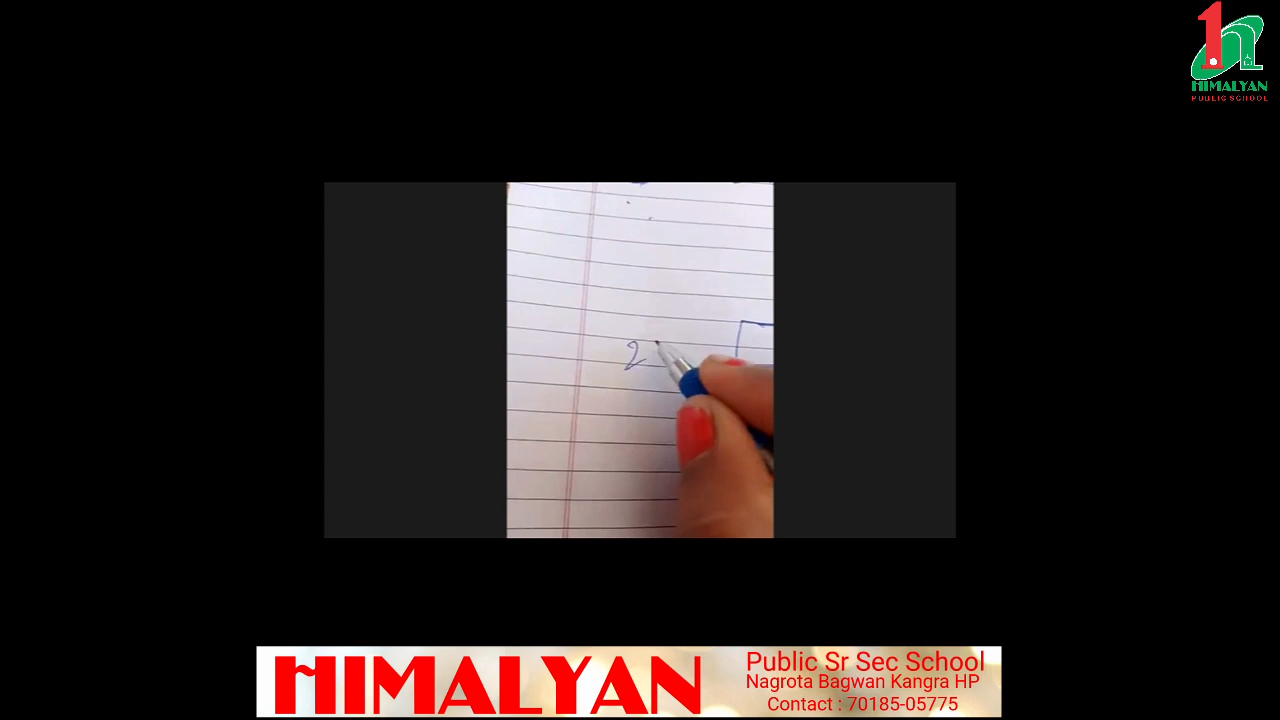 HIMALYAN
PUBLIC SCHOOL
2
HIMALYAN
Public Sr Sec School
Nagrota Bagwan Kangra HP
Contact : 70185-05775